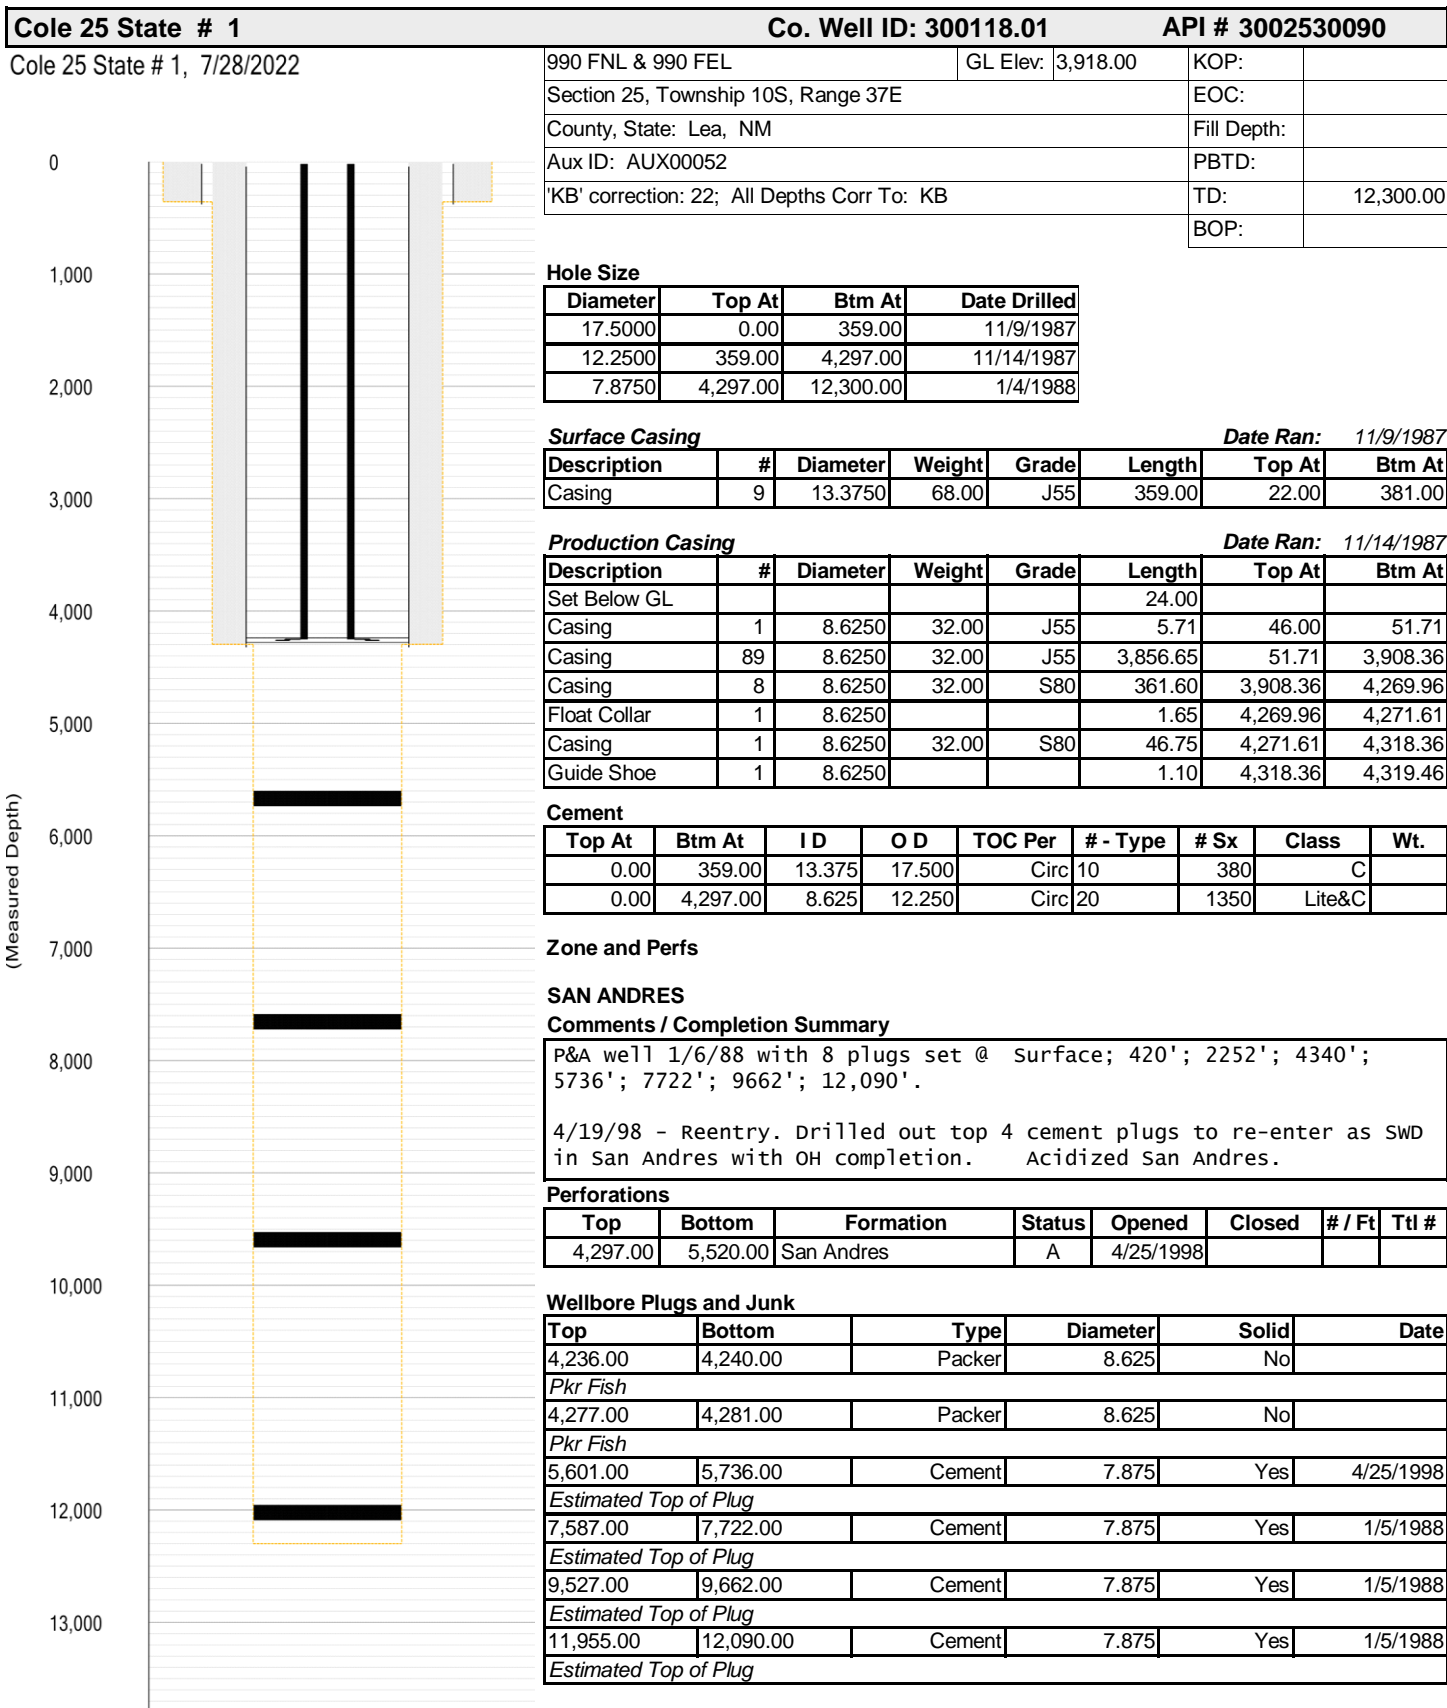 Cole 25 State # 1 Co. Well ID: 300118.01 API # 3002530090
Cole 25 State # 1, 7/28/2022
990 FNL & 990 FEL GL Elev: 3,918.00 KOP:
Section 25, Township 10S, Range 37E EOC:
County, State: Lea, NM Fill Depth:
Aux ID: AUX00052 PBTD:
'KB' correction: 22; All Depths Corr To: KB TD: 12,300.00
BOP:
Hole Size
Diameter Top At Btm At Date Drilled
17.5000 0.00 359.00 11/9/1987
12.2500 359.00 4,297.00 11/14/1987
7.8750 4,297.00 12,300.00 1/4/1988
Surface Casing Date Ran: 11/9/1987
Description # Diameter Weight Grade Length Top At Btm At
Casing 9 13.3750 68.00 J55 359.00 22.00 381.00
Production Casing Date Ran: 11/14/1987
Description # Diameter Weight Grade Length Top At Btm At
Set Below GL 24.00
Casing 1 8.6250 32.00 J55 5.71 46.00 51.71
Casing 89 8.6250 32.00 J55 3,856.65 51.71 3,908.36
Casing 8 8.6250 32.00 S80 361.60 3,908.36 4,269.96
Float Collar 1 8.6250 1.65 4,269.96 4,271.61
Casing 1 8.6250 32.00 S80 46.75 4,271.61 4,318.36
Guide Shoe 1 8.6250 1.10 4,318.36 4,319.46
Cement
Top At Btm At I D O D TOC Per # - Type # Sx Class Wt.
0.00 359.00 13.375 17.500 Circ 10 380 C
0.00 4,297.00 8.625 12.250 Circ 20 1350 Lite&C
Zone and Perfs
SAN ANDRES
Comments / Completion Summary
P&A well 1/6/88 with 8 plugs set @ Surface; 420'; 2252'; 4340';
5736'; 7722'; 9662'; 12,090'.
4/19/98 - Reentry. Drilled out top 4 cement plugs to re-enter as SWD
in San Andres with OH completion. Acidized San Andres.
Perforations
Top Bottom Formation Status Opened Closed # / Ft Ttl #
4,297.00 5,520.00 San Andres A 4/25/1998
Wellbore Plugs and Junk
Top Bottom Type Diameter Solid Date
4,236.00 4,240.00 Packer 8.625 No
Pkr Fish
4,277.00 4,281.00 Packer 8.625 No
Pkr Fish
5,601.00 5,736.00 Cement 7.875 Yes 4/25/1998
Estimated Top of Plug
7,587.00 7,722.00 Cement 7.875 Yes 1/5/1988
Estimated Top of Plug
9,527.00 9,662.00 Cement 7.875 Yes 1/5/1988
Estimated Top of Plug
11,955.00 12,090.00 Cement 7.875 Yes 1/5/1988
Estimated Top of Plug
(Measured Depth)
0
1,000
2,000
3,000
4,000
5,000
6,000
7,000
8,000
9,000
10,000
11,000
12,000
13,000